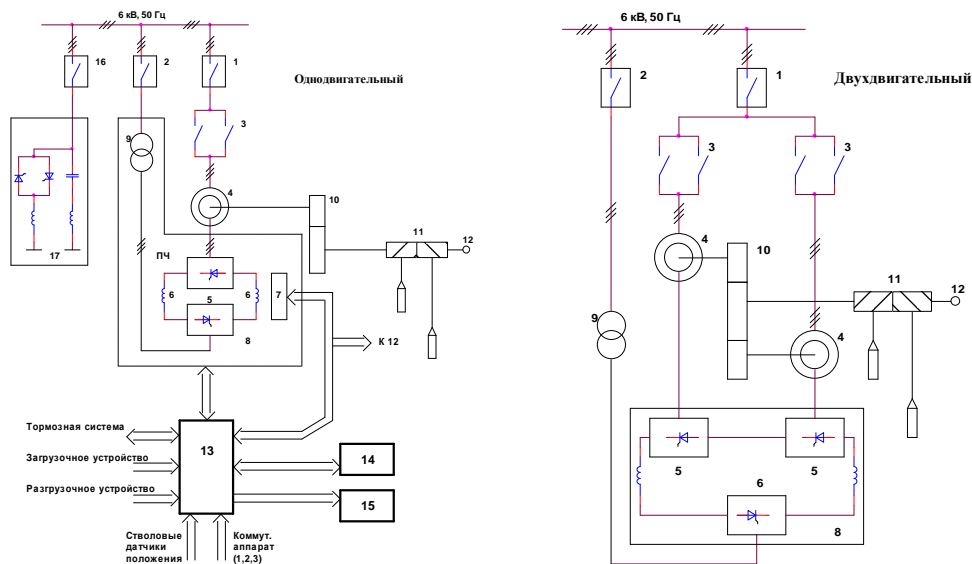 6 кВ, 50 Гц
16
2
1
Однодвигательный
3
9
4
10
11
12
17
ПЧ
6
5
6
7
8
К 12
Тормозная система
13
Загрузочное устройство
14
Разгрузочное устройство
15
Стволовые
датчики
положения
Коммут.
аппарат
(1,2,3)
6 кВ, 50 Гц
2
1
Двухдвигательный
3
3
4
10
11
12
9
4
5
5
6
8